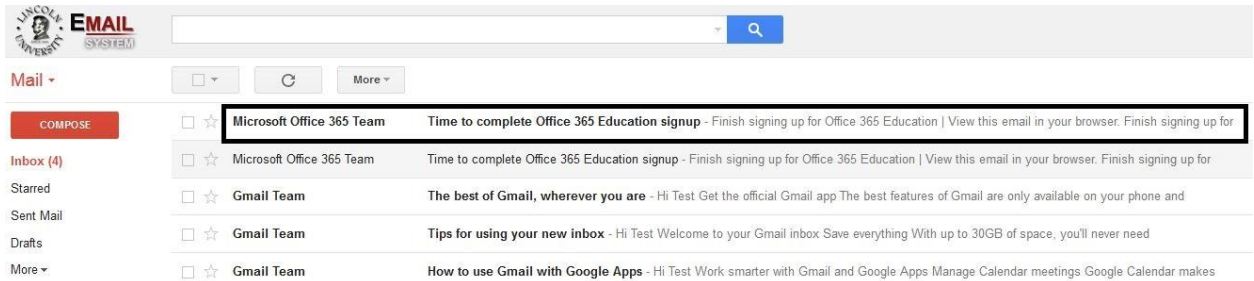 LINCOLN UNIVERSITY
EMAIL
SYSTEM
Mail
More
COMPOSE
Microsoft Office 365 Team Time to complete Office 365 Education signup - Finish signing up for Office 365 Education | View this email in your browser. Finish signing up for
Inbox (4)
Microsoft Office 365 Team Time to complete Office 365 Education signup - Finish signing up for Office 365 Education | View this email in your browser. Finish signing up for
Starred
Gmail Team The best of Gmail, wherever you are - Hi Test Get the official Gmail app The best features of Gmail are only available on your phone and
Sent Mail
Gmail Team Tips for using your new inbox - Hi Test Welcome to your Gmail inbox Save everything With up to 30GB of space, you'll never need
Drafts
More
Gmail Team How to use Gmail with Google Apps - Hi Test Work smarter with Gmail and Google Apps Manage Calendar meetings Google Calendar makes